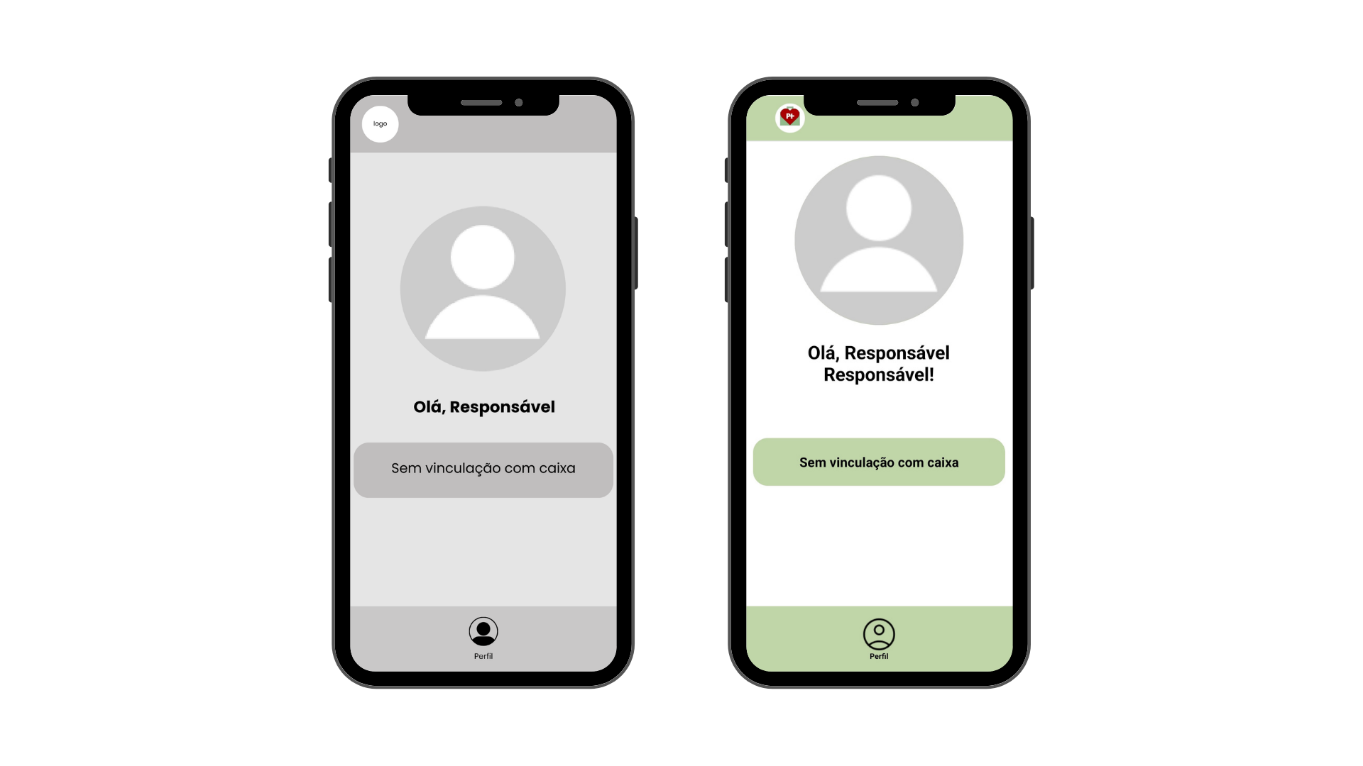 logo
Olá, Responsável
Sem vinculação com caixa
Perfil
P+
Olá, Responsável
Responsável!
Sem vinculação com caixa
Perfil